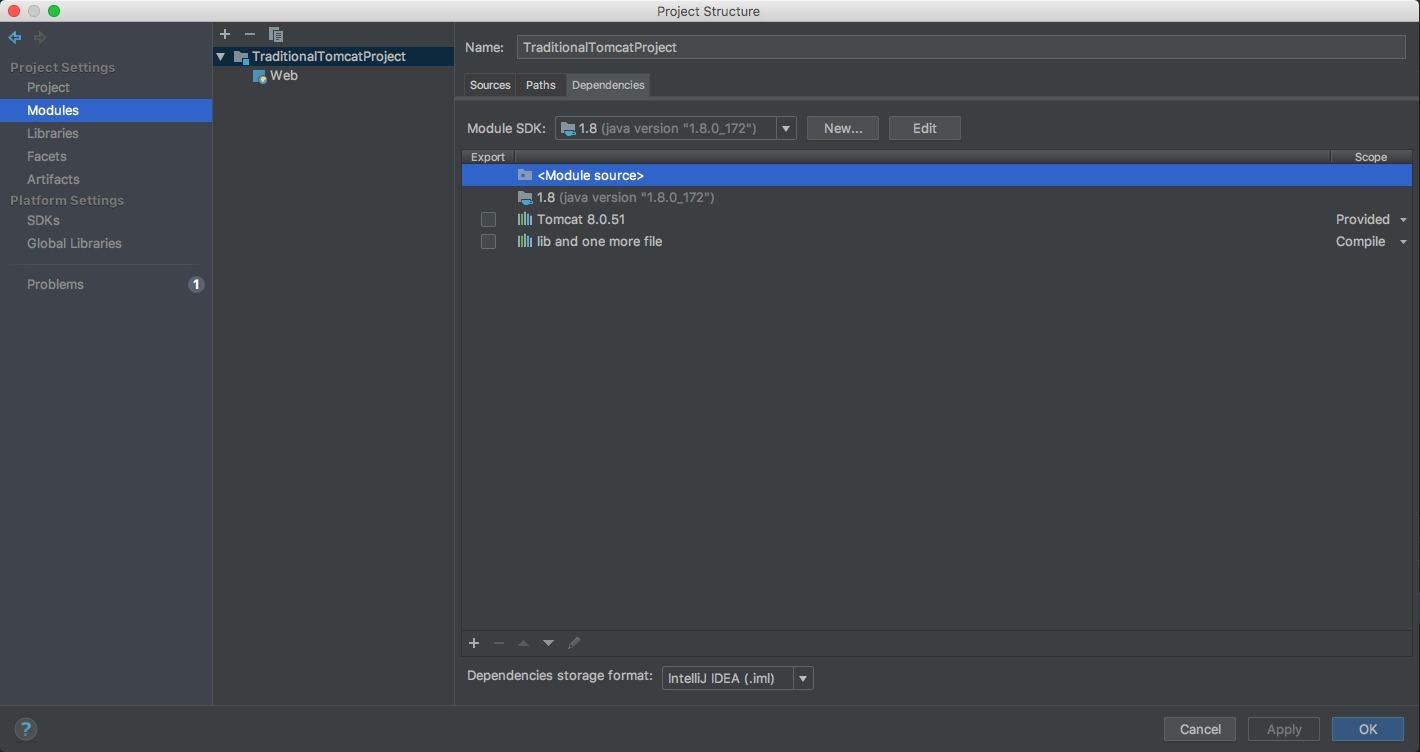 Project Structure
Project Settings
Project
Modules
Libraries
Facets
Artifacts
Platform Settings
SDKs
Global Libraries
Problems 1
TraditionalTomcatProject
Web
Name: TraditionalTomcatProject
Sources Paths Dependencies
Module SDK: 1.8 (java version "1.8.0_172") New... Edit
Export Scope
<Module source>
1.8 (java version "1.8.0_172")
Tomcat 8.0.51 Provided
lib and one more file Compile
Dependencies storage format: IntelliJ IDEA (.iml)
? Cancel Apply OK